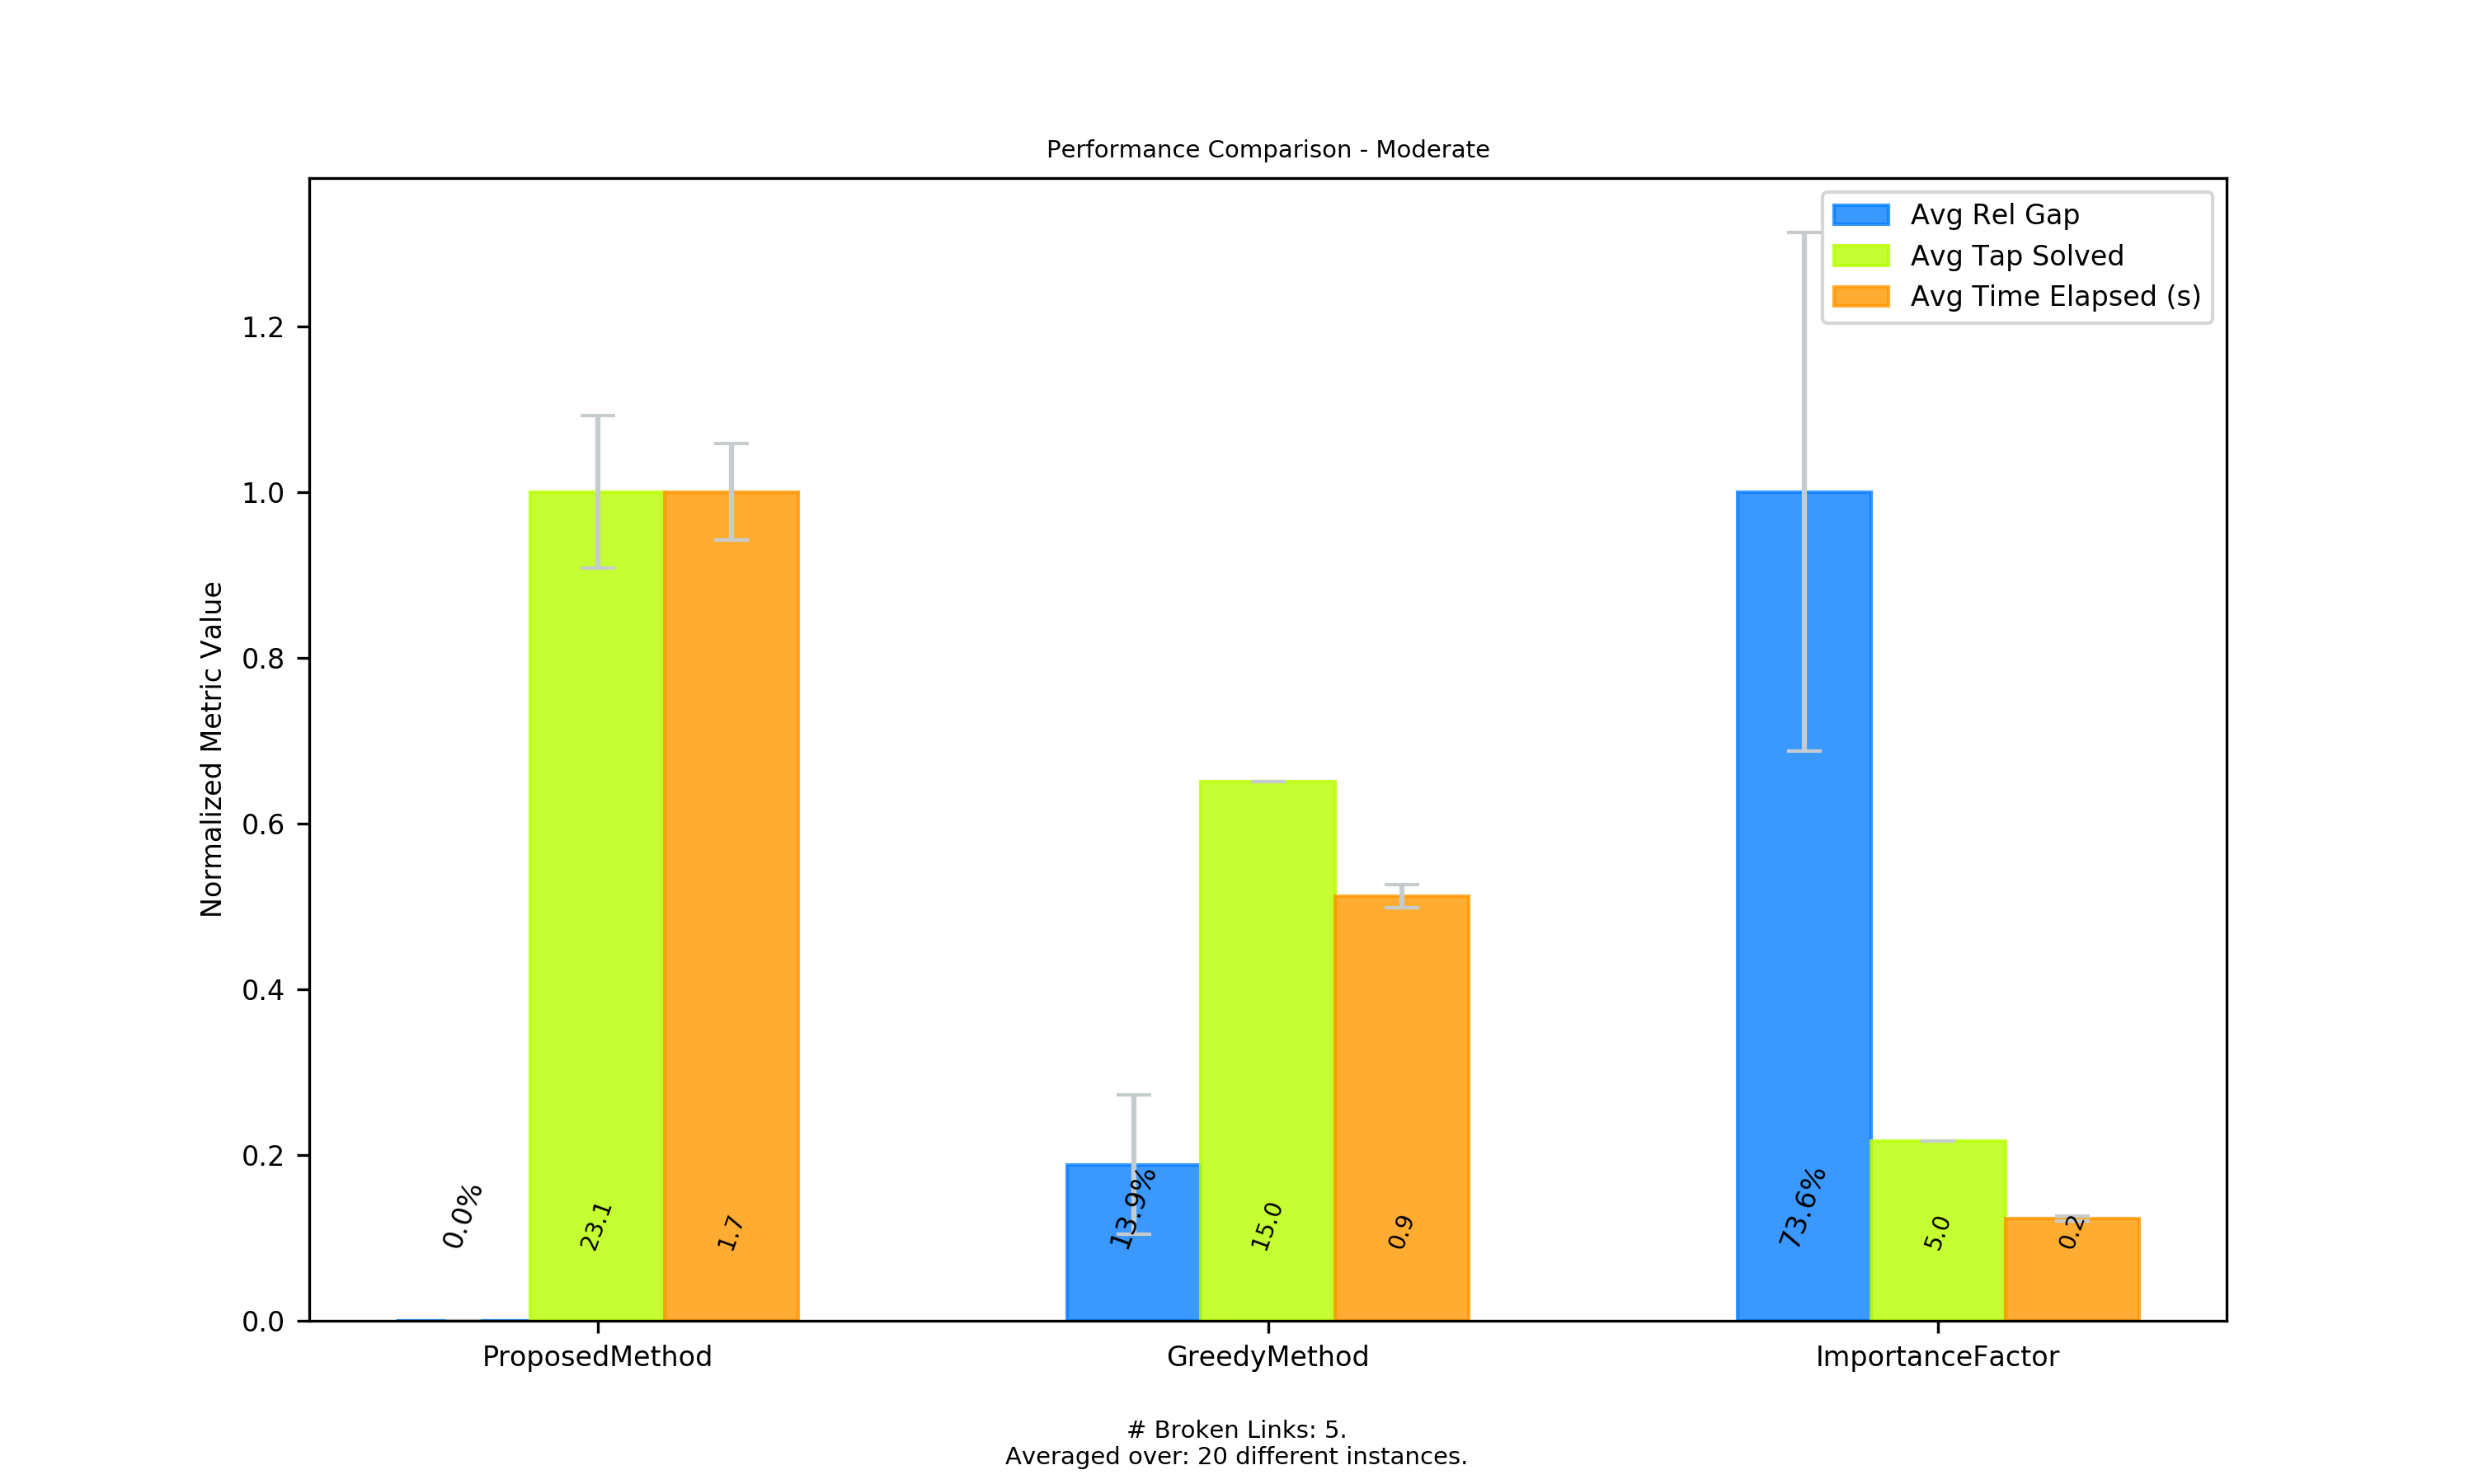 Performance Comparison - Moderate
Avg Rel Gap
Avg Tap Solved
Avg Time Elapsed (s)
Normalized Metric Value
1.2
1.0
0.8
0.6
0.4
0.2
0.0
0.0%
23.1
1.7
13.9%
15.0
0.9
73.6%
5.0
0.2
ProposedMethod
GreedyMethod
ImportanceFactor
# Broken Links: 5.
Averaged over: 20 different instances.